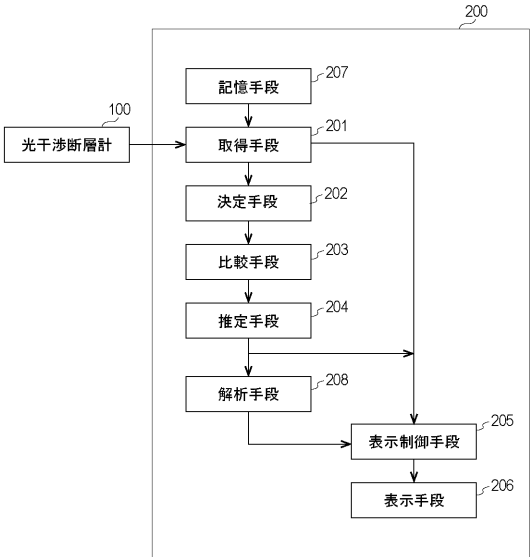 200
207
記憶手段
100
201
光干渉断層計
取得手段
202
決定手段
203
比較手段
204
推定手段
208
解析手段
205
表示制御手段
206
表示手段